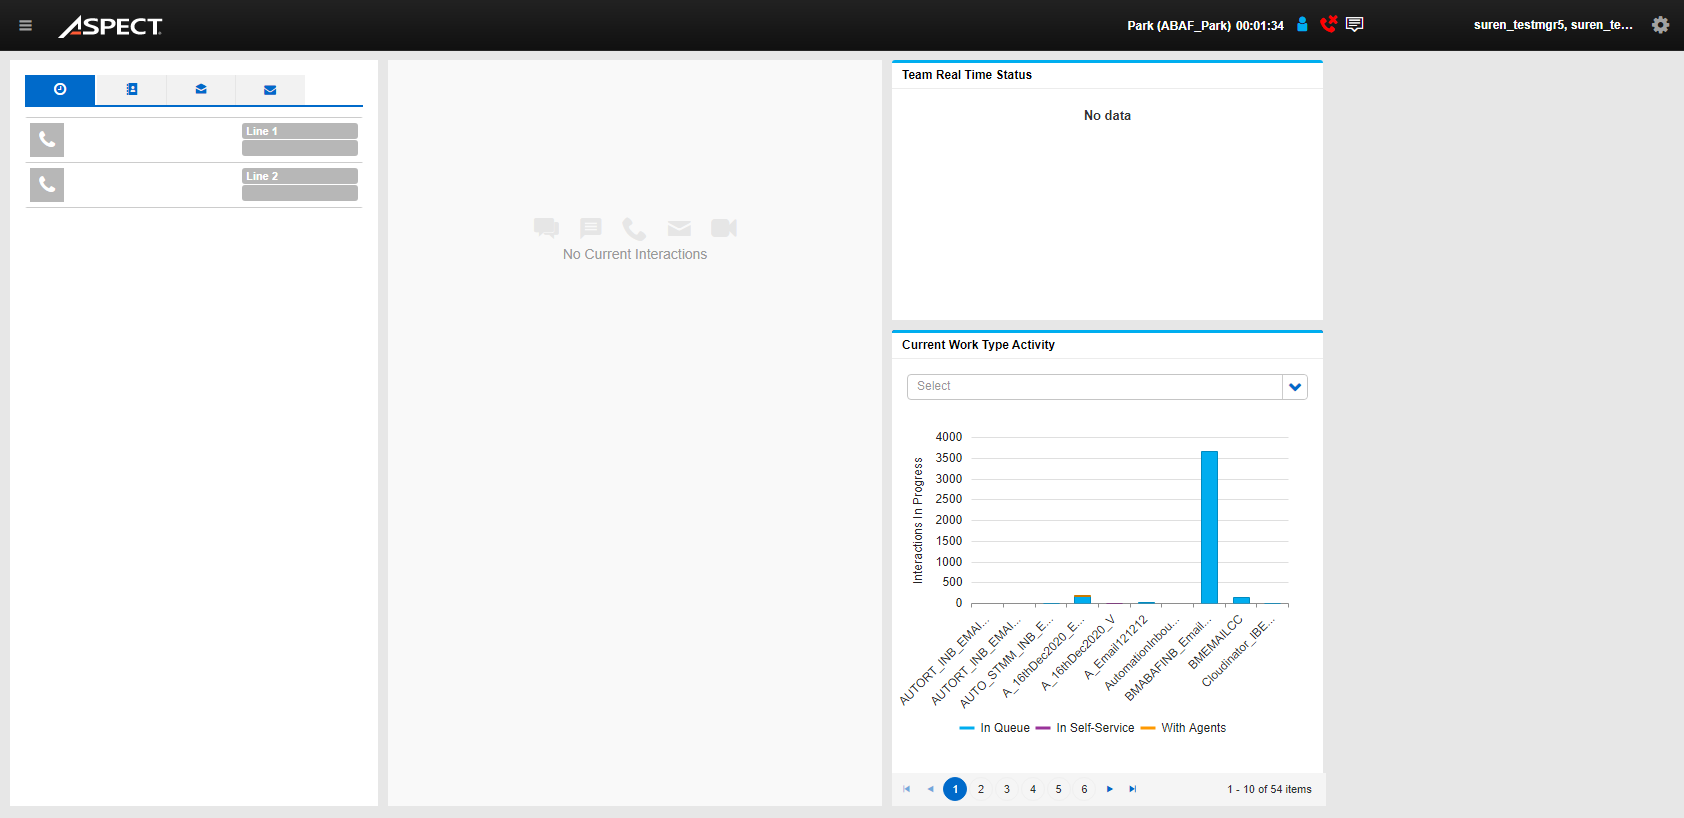 ASPECT
Park (ABAF_Park) 00:01:34
suren_testmgr5, suren_te...
Line 1
Line 2
No Current Interactions
Team Real Time Status
No data
Current Work Type Activity
Select
Interactions In Progress
4000
3500
3000
2500
2000
1500
1000
500
0
AUTORT_INB_EMAI...
AUTORT_INB_EMAI...
AUTO_STMM_INB_E...
A_16thDec2020_E...
A_16thDec2020_V
A_Email121212
AutomationInbou...
BMABAFINB_Email...
BMEMAILCC
Cloudinator_IBE...
In Queue In Self-Service With Agents
1 2 3 4 5 6 1 - 10 of 54 items